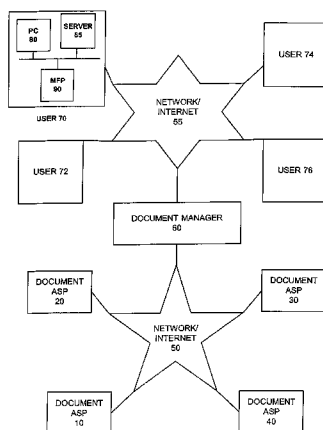 PC
80
SERVER
85
MFP
90
USER 70
USER 74
NETWORK/
INTERNET
55
USER 72
USER 76
DOCUMENT MANAGER
60
DOCUMENT
ASP
20
DOCUMENT
ASP
30
NETWORK/
INTERNET
50
DOCUMENT
ASP
10
DOCUMENT
ASP
40